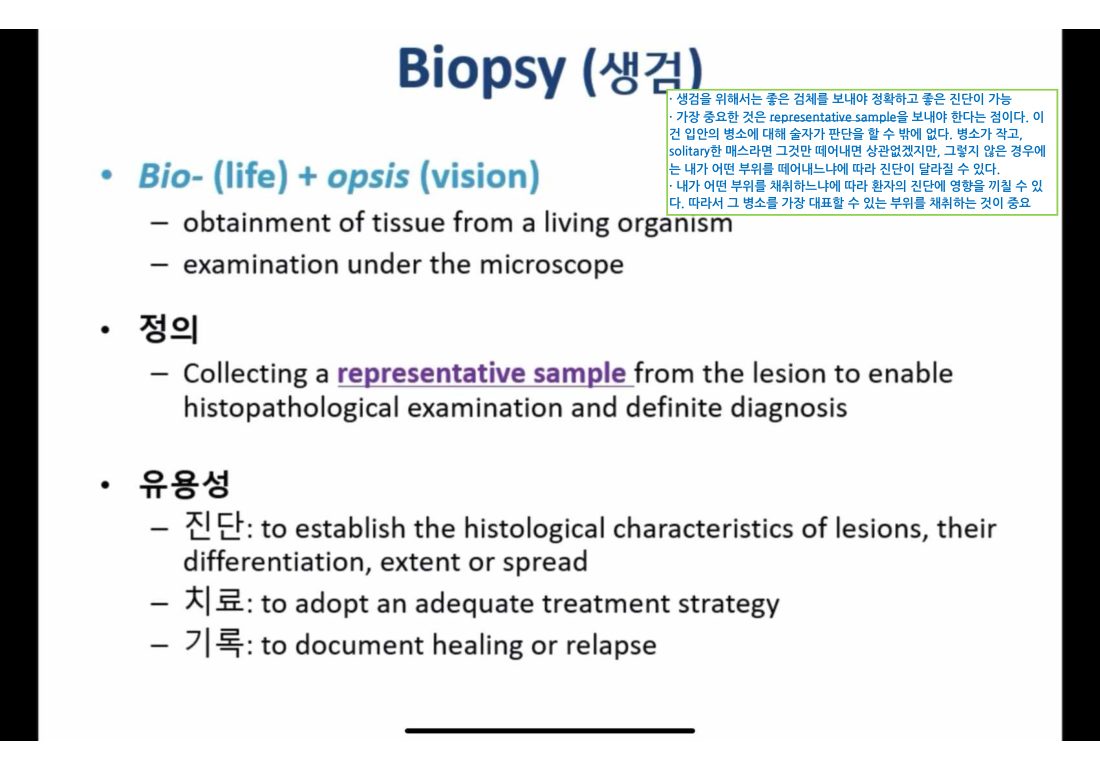 Biopsy (생검)
· 생검을 위해서는 좋은 검체를 보내야 정확하고 좋은 진단이 가능
· 가장 중요한 것은 representative sample을 보내야 한다는 점이다. 이
건 입안의 병소에 대해 술자가 판단을 할 수 밖에 없다. 병소가 작고,
solitary한 매스라면 그것만 떼어내면 상관없겠지만, 그렇지 않은 경우에
는 내가 어떤 부위를 떼어내느냐에 따라 진단이 달라질 수 있다.
· 내가 어떤 부위를 채취하느냐에 따라 환자의 진단에 영향을 끼칠 수 있
다. 따라서 그 병소를 가장 대표할 수 있는 부위를 채취하는 것이 중요
• Bio- (life) + opsis (vision)
– obtainment of tissue from a living organism
– examination under the microscope
• 정의
– Collecting a representative sample from the lesion to enable
histopathological examination and definite diagnosis
• 유용성
– 진단: to establish the histological characteristics of lesions, their
differentiation, extent or spread
– 치료: to adopt an adequate treatment strategy
– 기록: to document healing or relapse